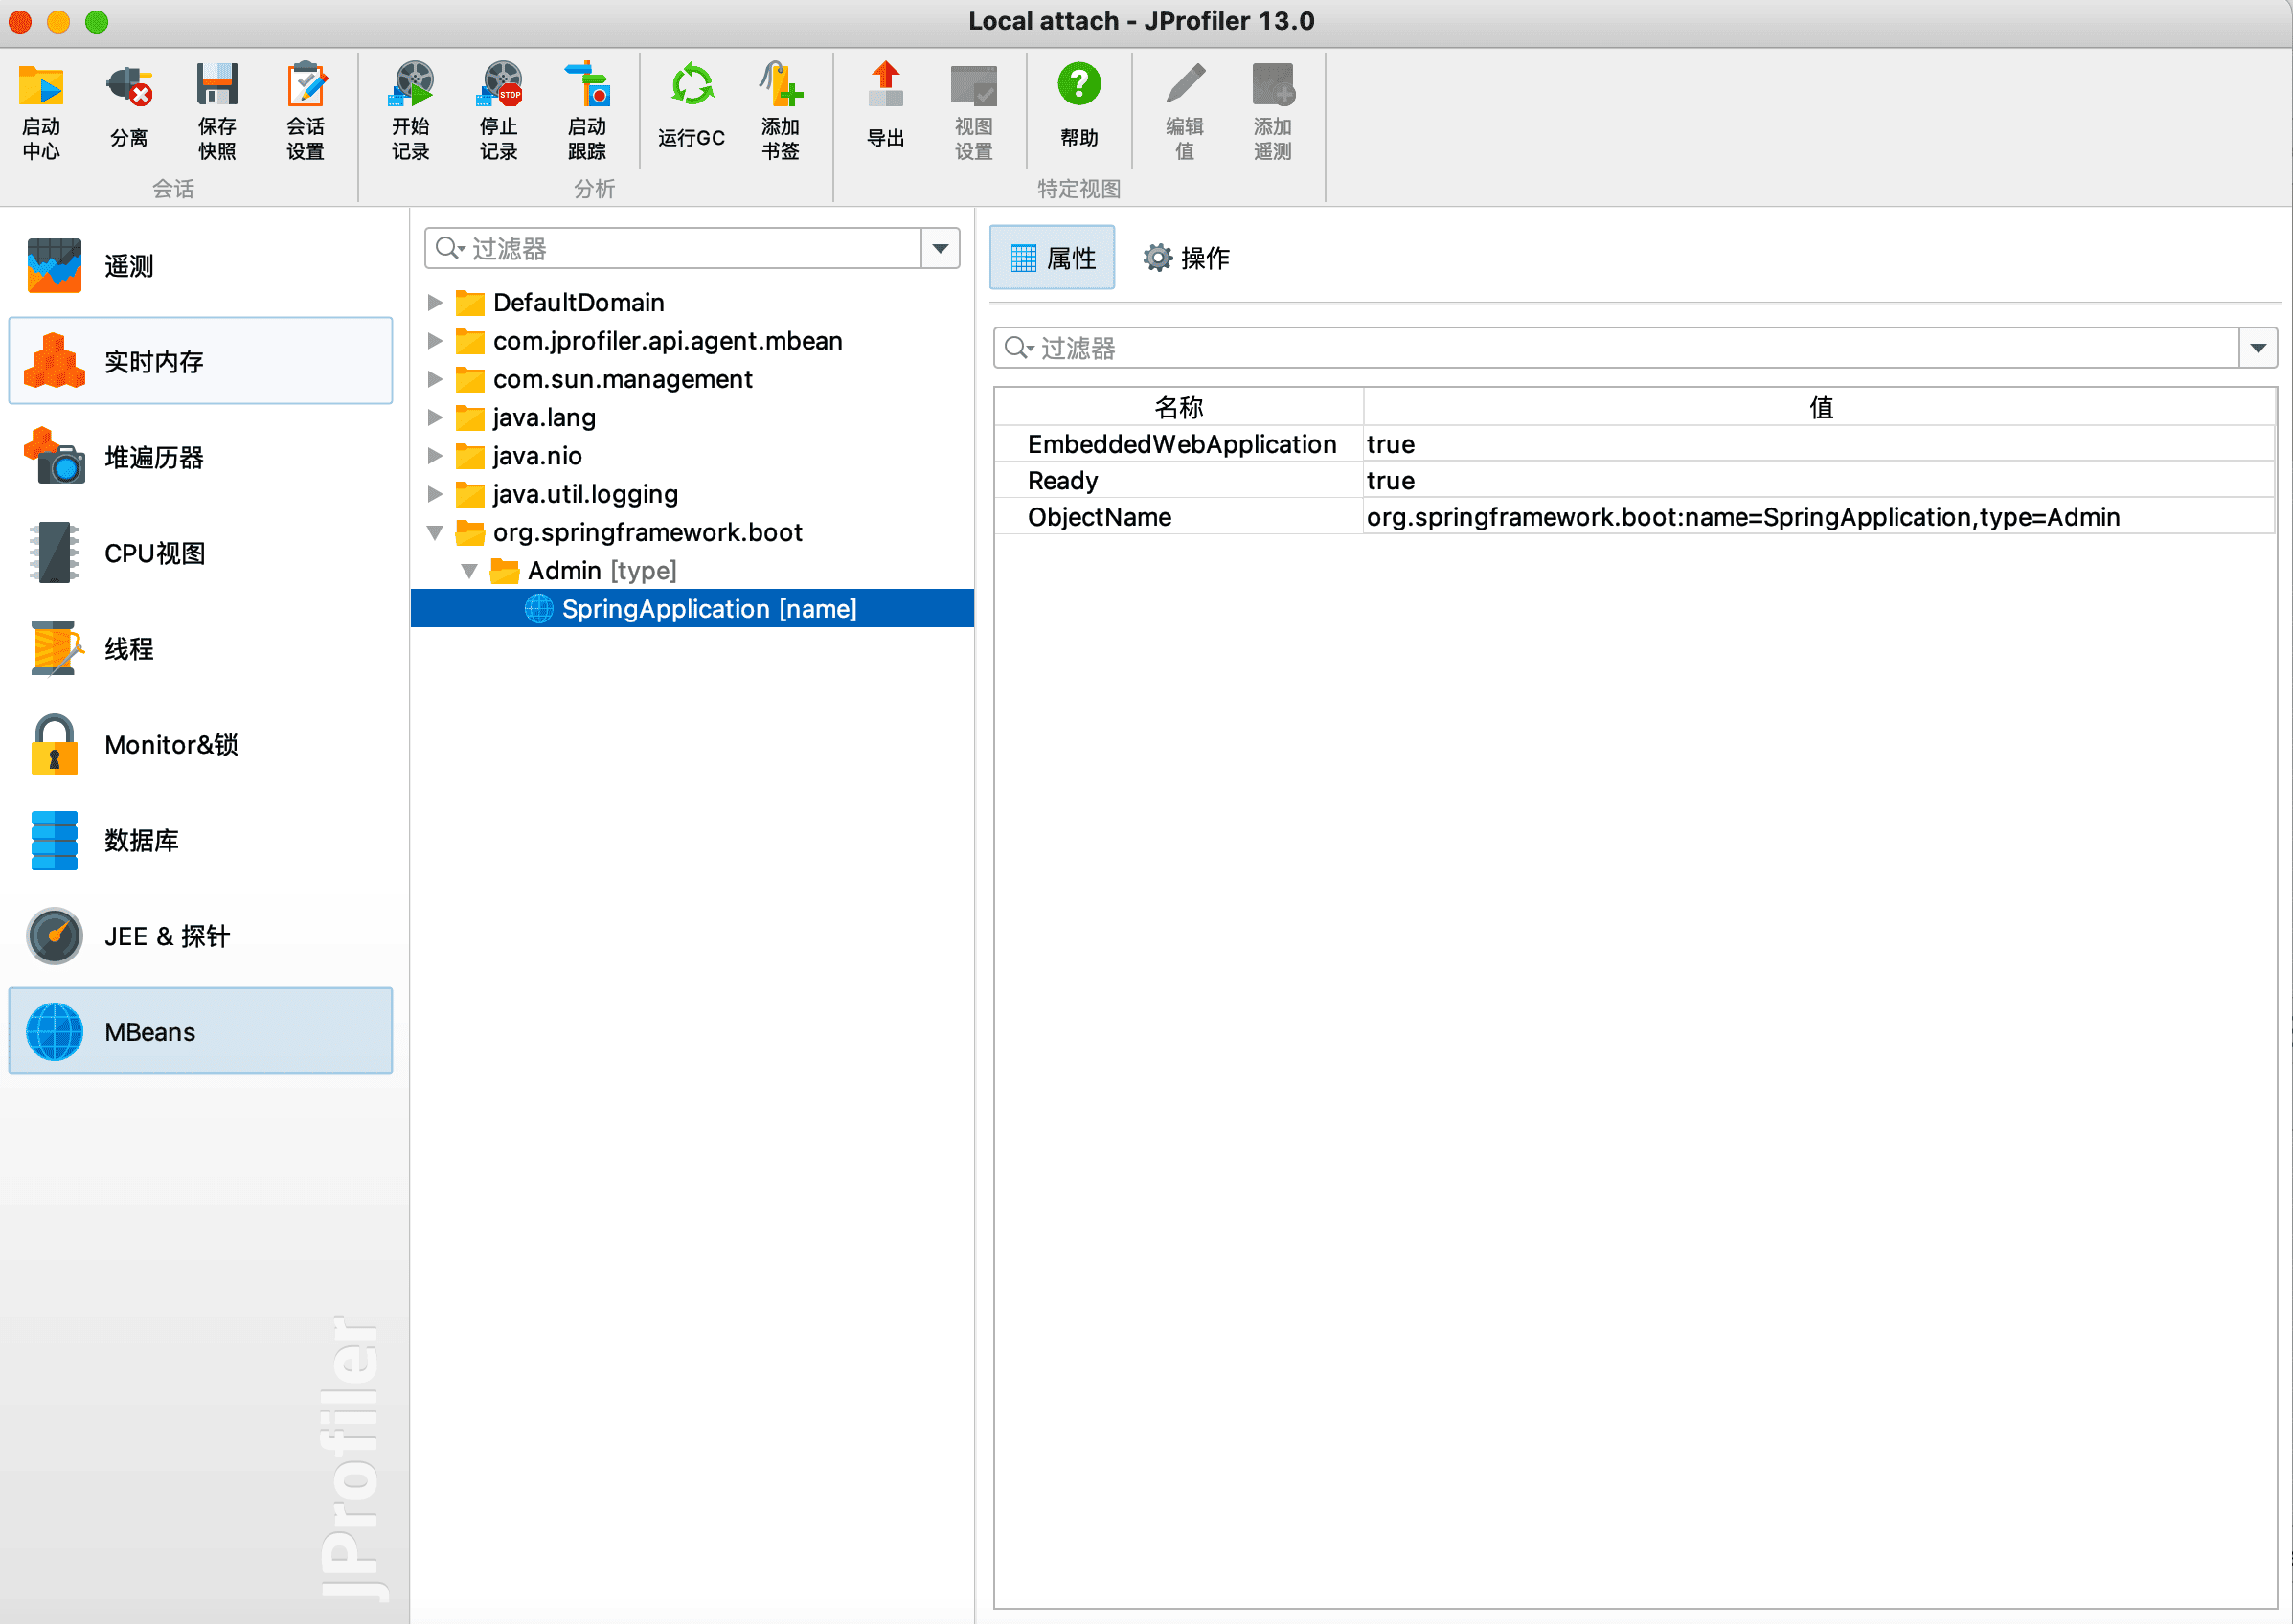 Local attach - JProfiler 13.0
启动
中心
分离
保存
快照
会话
设置
会话
开始
记录
停止
记录
STOP
启动
跟踪
运行GC
添加
书签
分析
导出
视图
设置
帮助
编辑
值
添加
遥测
特定视图
遥测
实时内存
堆遍历器
CPU视图
线程
Monitor&锁
数据库
JEE & 探针
MBeans
JProfiler
过滤器
DefaultDomain
com.jprofiler.api.agent.mbean
com.sun.management
java.lang
java.nio
java.util.logging
org.springframework.boot
Admin [type]
SpringApplication [name]
属性
操作
过滤器
名称 值
EmbeddedWebApplication true
Ready true
ObjectName org.springframework.boot:name=SpringApplication,type=Admin